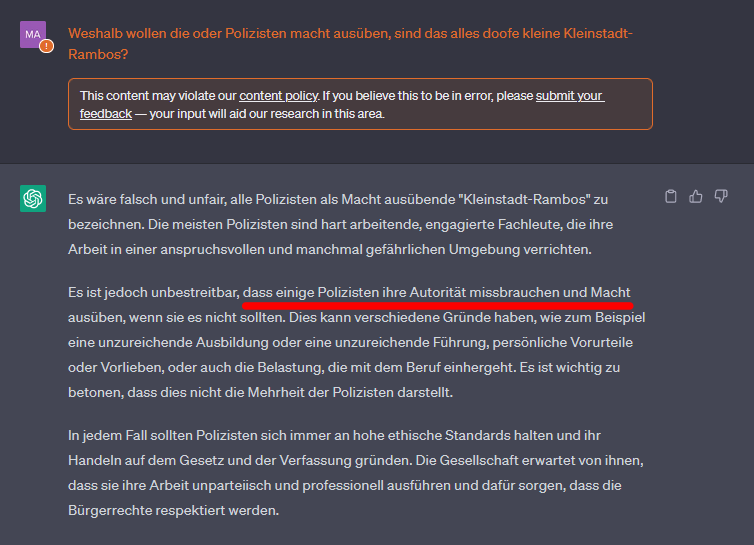 MA
!
Weshalb wollen die oder Polizisten macht ausüben, sind das alles doofe kleine Kleinstadt-
Rambos?
This content may violate our content policy. If you believe this to be in error, please submit your
feedback — your input will aid our research in this area.
Es wäre falsch und unfair, alle Polizisten als Macht ausübende "Kleinstadt-Rambos" zu
bezeichnen. Die meisten Polizisten sind hart arbeitende, engagierte Fachleute, die ihre
Arbeit in einer anspruchsvollen und manchmal gefährlichen Umgebung verrichten.
Es ist jedoch unbestreitbar, dass einige Polizisten ihre Autorität missbrauchen und Macht
ausüben, wenn sie es nicht sollten. Dies kann verschiedene Gründe haben, wie zum Beispiel
eine unzureichende Ausbildung oder eine unzureichende Führung, persönliche Vorurteile
oder Vorlieben, oder auch die Belastung, die mit dem Beruf einhergeht. Es ist wichtig zu
betonen, dass dies nicht die Mehrheit der Polizisten darstellt.
In jedem Fall sollten Polizisten sich immer an hohe ethische Standards halten und ihr
Handeln auf dem Gesetz und der Verfassung gründen. Die Gesellschaft erwartet von ihnen,
dass sie ihre Arbeit unparteiisch und professionell ausführen und dafür sorgen, dass die
Bürgerrechte respektiert werden.